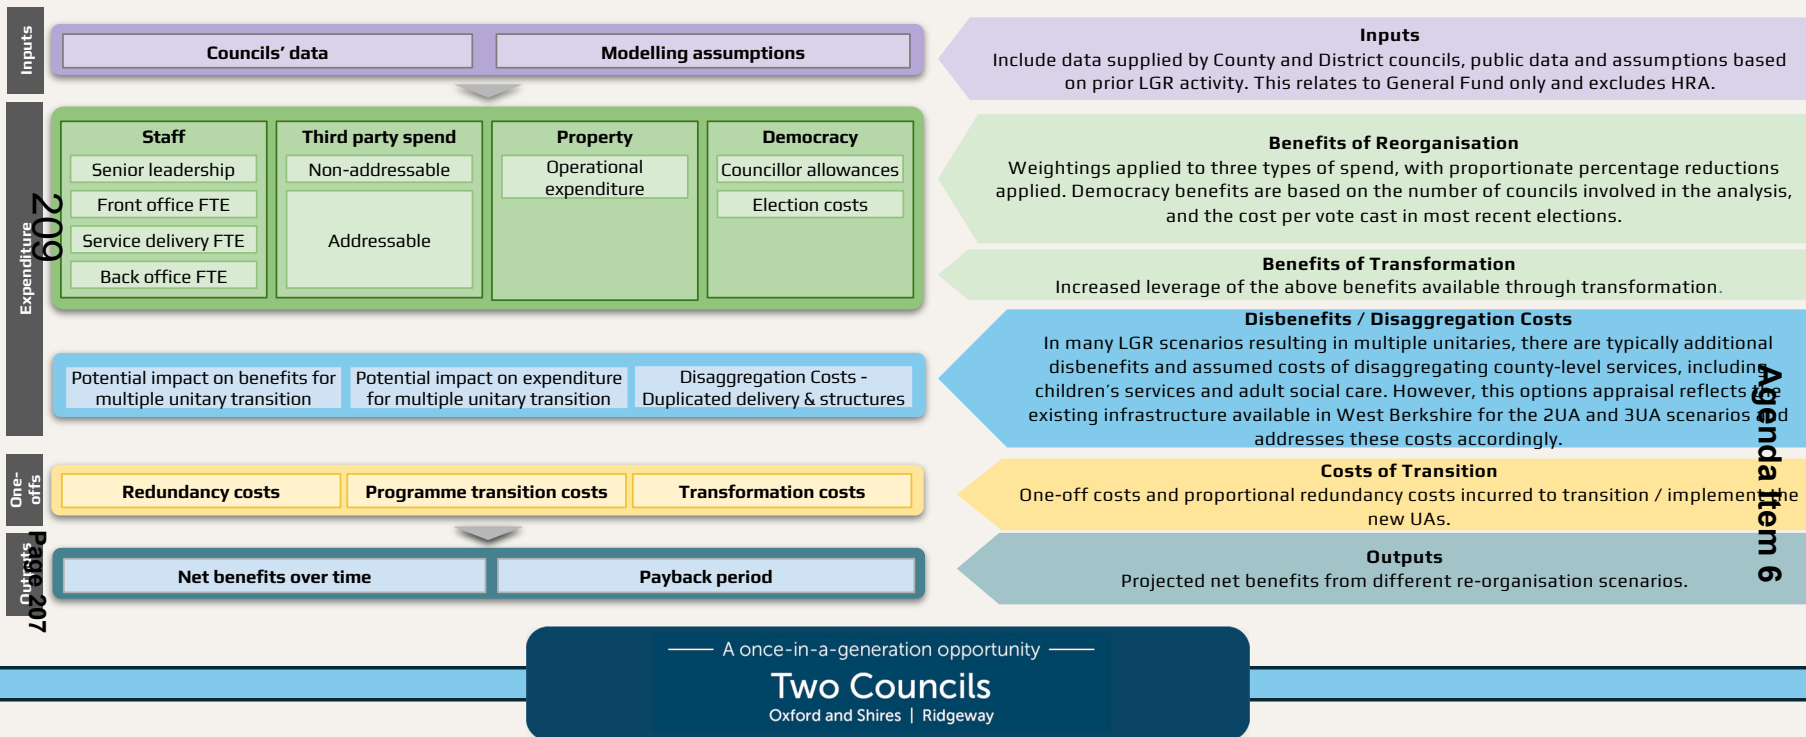 Inputs
Councils’ data
Modelling assumptions
Inputs
Include data supplied by County and District councils, public data and assumptions based
on prior LGR activity. This relates to General Fund only and excludes HRA.
Expenditure
209
Staff
Senior leadership
Front office FTE
Service delivery FTE
Back office FTE
Third party spend
Non-addressable
Addressable
Property
Operational
expenditure
Democracy
Councillor allowances
Election costs
Benefits of Reorganisation
Weightings applied to three types of spend, with proportionate percentage reductions
applied. Democracy benefits are based on the number of councils involved in the analysis,
and the cost per vote cast in most recent elections.
Benefits of Transformation
Increased leverage of the above benefits available through transformation.
Potential impact on benefits for
multiple unitary transition
Potential impact on expenditure
for multiple unitary transition
Disaggregation Costs -
Duplicated delivery & structures
Disbenefits / Disaggregation Costs
In many LGR scenarios resulting in multiple unitaries, there are typically additional
disbenefits and assumed costs of disaggregating county-level services, including
children’s services and adult social care. However, this options appraisal reflects the
existing infrastructure available in West Berkshire for the 2UA and 3UA scenarios and
addresses these costs accordingly.
Agenda Item 6
One-
offs
Redundancy costs
Programme transition costs
Transformation costs
Costs of Transition
One-off costs and proportional redundancy costs incurred to transition / implement the
new UAs.
Outputs
Page 207
Net benefits over time
Payback period
Outputs
Projected net benefits from different re-organisation scenarios.
A once-in-a-generation opportunity
Two Councils
Oxford and Shires | Ridgeway